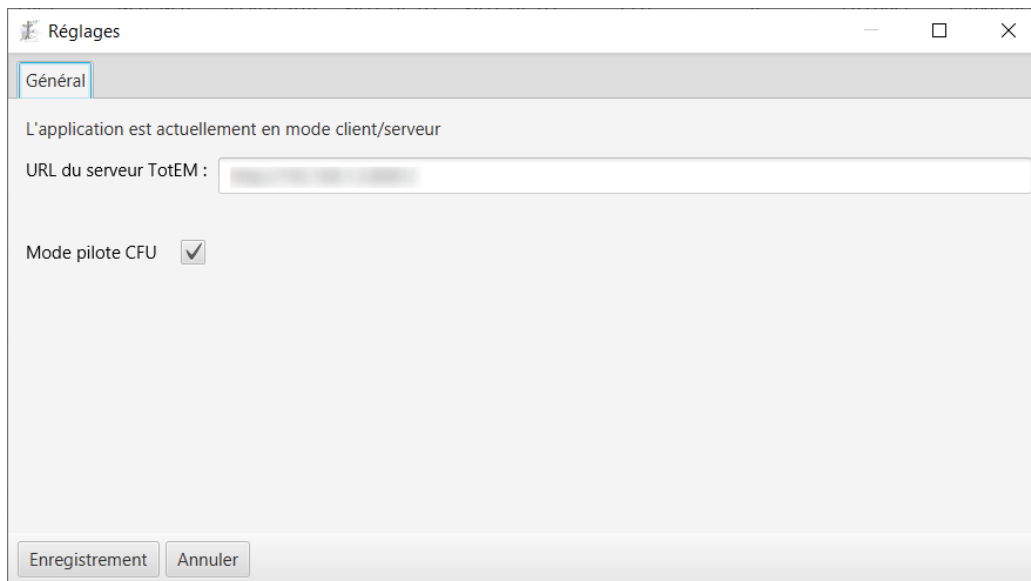 Réglages
Général
L'application est actuellement en mode client/serveur
URL du serveur TotEM :
Mode pilote CFU
Enregistrement Annuler